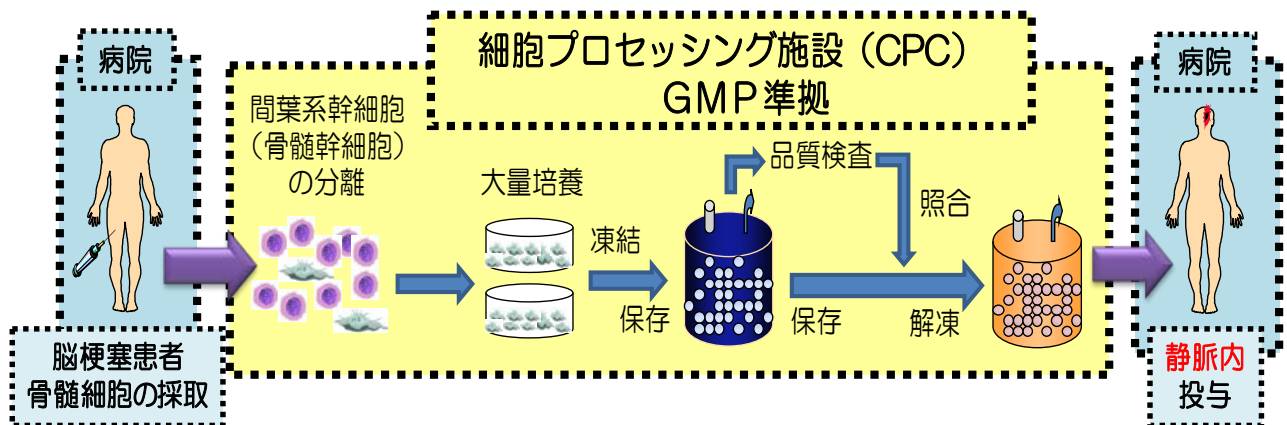 病院
脳梗塞患者
骨髄細胞の採取
細胞プロセッシング施設（CPC）
GMP準拠
間葉系幹細胞
（骨髄幹細胞）
の分離
大量培養
凍結
保存
品質検査
照合
保存
解凍
病院
静脈内
投与